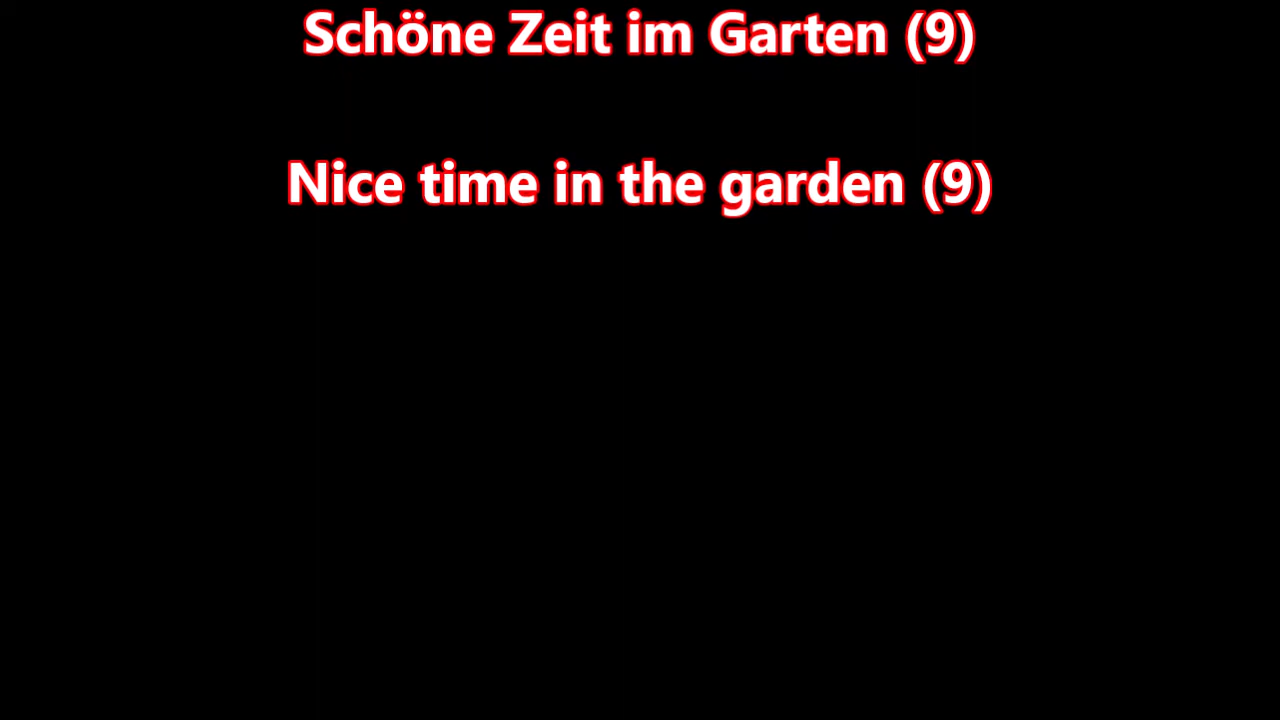 Schöne Zeit im Garten (9)
Nice time in the garden (9)